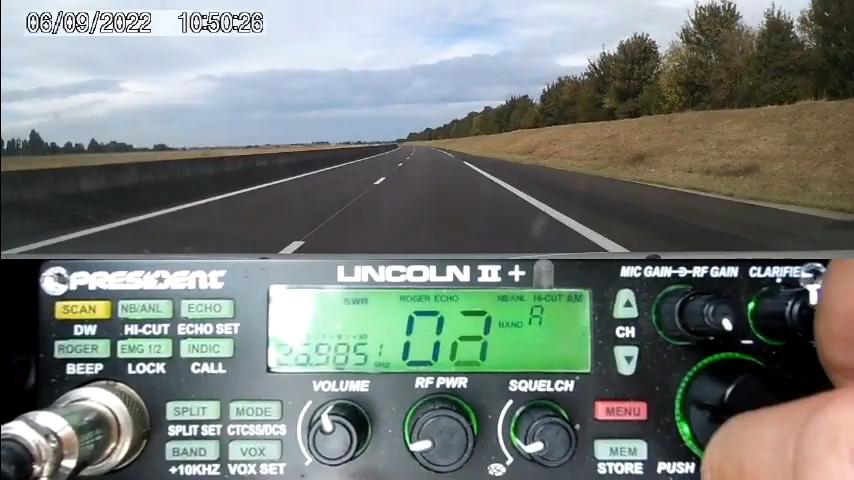 06/09/2022 10:50:26
PRESIDENT LINCOLN II + MIC GAIN RF GAIN CLARIFIE
SCAN NB/ANL ECHO
DW HI-CUT ECHO SET
ROGER EMG 1/2 INDIC
BEEP LOCK CALL
SWR ROGER ECHO NB/ANL HI-CUT AM
BAND A
02
CH
VOLUME RF PWR SQUELCH
SPLIT MODE
SPLIT SET CTCSS/DCS
BAND VOX
+10KHZ VOX SET
MENU
MEM
STORE PUSH